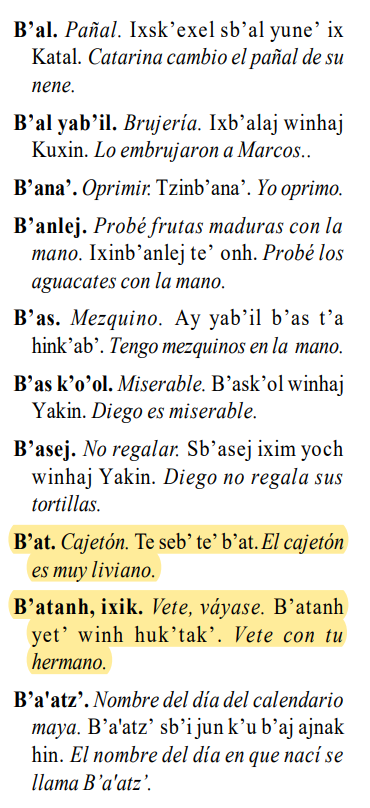 B’al. Pañal. Ixsk’exel sb’al yune’ ix
Katal. Catarina cambio el pañal de su
nene.
B’al yab’il. Brujería. Ixb’alaj winhaj
Kuxin. Lo embrujaron a Marcos..
B’ana’. Oprimir. Tzinb’ana’. Yo oprimo.
B’anlej. Probé frutas maduras con la
mano. Ixinb’anlej te’ onh. Probé los
aguacates con la mano.
B’as. Mezquino. Ay yab’il b’as t’a
hink’ab’. Tengo mezquinos en la mano.
B’as k’o’ol. Miserable. B’ask’ol winhaj
Yakin. Diego es miserable.
B’asej. No regalar. Sb’asej ixim yoch
winhaj Yakin. Diego no regala sus
tortillas.
B’at. Cajetón. Te seb’ te’ b’at. El cajetón
es muy liviano.
B’atanh, ixik. Vete, váyase. B’atanh
yet’ winh huk’tak’. Vete con tu
hermano.
B’a'atz’. Nombre del día del calendario
maya. B’a'atz’ sb’i jun k’u b’aj ajnak
hin. El nombre del día en que nací se
llama B’a'atz’.